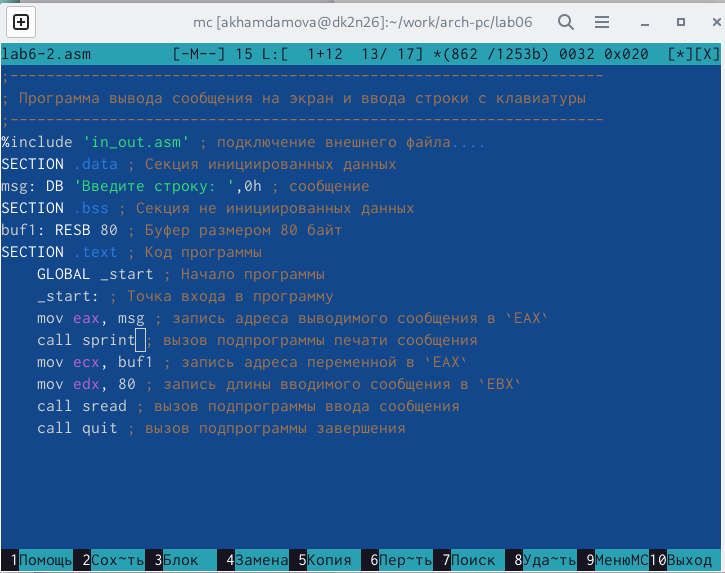 mc [akhamdamova@dk2n26]:~/work/arch-pc/lab06
lab6-2.asm [-M--] 15 L:[ 1+12 13/ 17] *(862 /1253b) 0032 0x020 [*][X]
;------------------------------------------------------------------
; Программа вывода сообщения на экран и ввода строки с клавиатуры
;------------------------------------------------------------------
%include 'in_out.asm' ; подключение внешнего файла....
SECTION .data ; Секция инициированных данных
msg: DB 'Введите строку: ',0h ; сообщение
SECTION .bss ; Секция не инициированных данных
buf1: RESB 80 ; Буфер размером 80 байт
SECTION .text ; Код программы
GLOBAL _start ; Начало программы
_start: ; Точка входа в программу
mov eax, msg ; запись адреса выводимого сообщения в `EAX`
call sprint ; вызов подпрограммы печати сообщения
mov ecx, buf1 ; запись адреса переменной в `EAX`
mov edx, 80 ; запись длины вводимого сообщения в `EBX`
call sread ; вызов подпрограммы ввода сообщения
call quit ; вызов подпрограммы завершения
1Помощь 2Сох~ть 3Блок 4Замена 5Копия 6Пер~ть 7Поиск 8Уда~ть 9МенюMC 10Выход